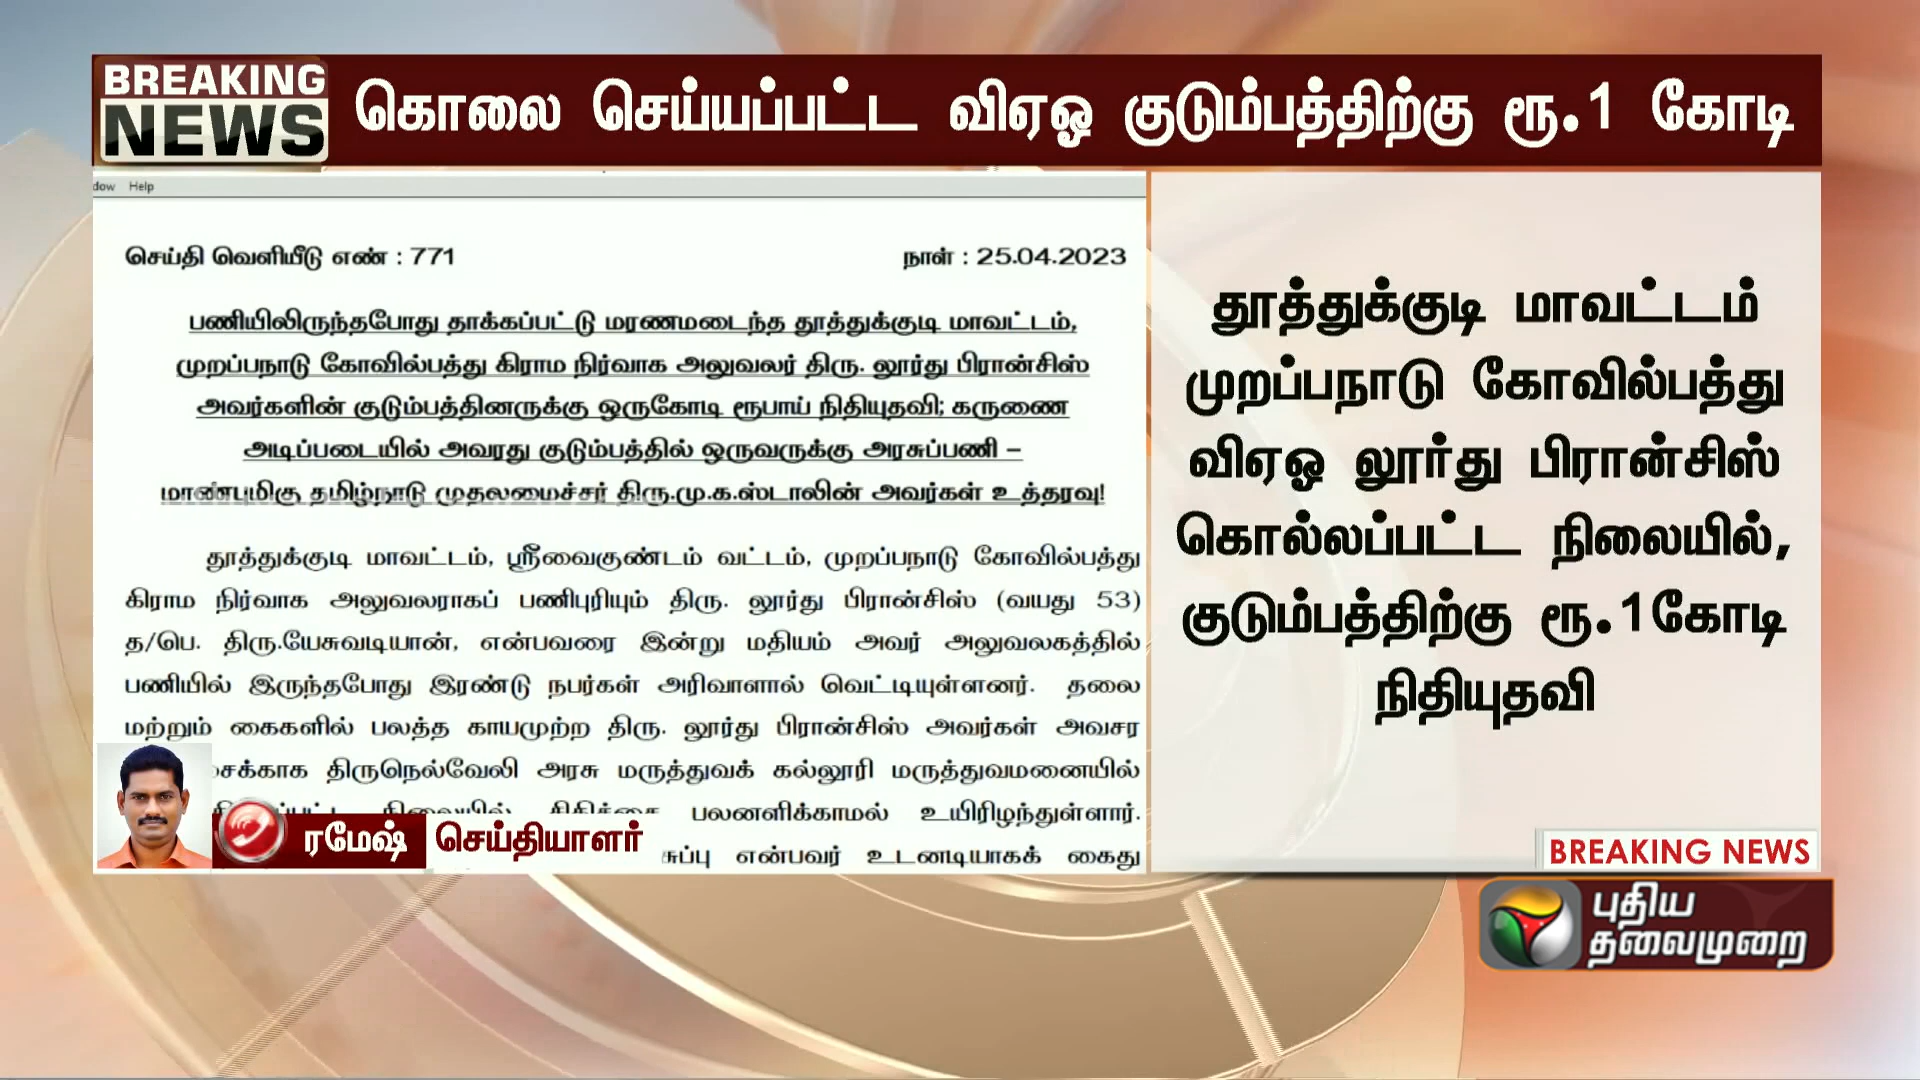 BREAKING
NEWS
கொலை செய்யப்பட்ட விஏஓ குடும்பத்திற்கு ரூ.1 கோடி
dow Help
செய்தி வெளியீடு எண் : 771
நாள் : 25.04.2023
பணியிலிருந்தபோது தாக்கப்பட்டு மரணமடைந்த தூத்துக்குடி மாவட்டம்,
முறப்பநாடு கோவில்பத்து கிராம நிர்வாக அலுவலர் திரு. லூர்து பிரான்சிஸ்
அவர்களின் குடும்பத்தினருக்கு ஒருகோடி ரூபாய் நிதியுதவி; கருணை
அடிப்படையில் அவரது குடும்பத்தில் ஒருவருக்கு அரசுப்பணி –
மாண்புமிகு தமிழ்நாடு முதலமைச்சர் திரு.மு.க.ஸ்டாலின் அவர்கள் உத்தரவு!
தூத்துக்குடி மாவட்டம், ஸ்ரீவைகுண்டம் வட்டம், முறப்பநாடு கோவில்பத்து
கிராம நிர்வாக அலுவலராகப் பணிபுரியும் திரு. லூர்து பிரான்சிஸ் (வயது 53)
த/பெ. திரு.யேசுவடியான், என்பவரை இன்று மதியம் அவர் அலுவலகத்தில்
பணியில் இருந்தபோது இரண்டு நபர்கள் அரிவாளால் வெட்டியுள்ளனர். தலை
மற்றும் கைகளில் பலத்த காயமுற்ற திரு. லூர்து பிரான்சிஸ் அவர்கள் அவசர
சைக்காக திருநெல்வேலி அரசு மருத்துவக் கல்லூரி மருத்துவமனையில்
நிலையில் சிகிச்சை பலனளிக்காமல் உயிரிழந்துள்ளார்.
சுப்பு என்பவர் உடனடியாகக் கைது
ரமேஷ் செய்தியாளர்
தூத்துக்குடி மாவட்டம்
முறப்பநாடு கோவில்பத்து
விஏஓ லூர்து பிரான்சிஸ்
கொல்லப்பட்ட நிலையில்,
குடும்பத்திற்கு ரூ.1கோடி
நிதியுதவி
BREAKING NEWS
புதிய
தலைமுறை